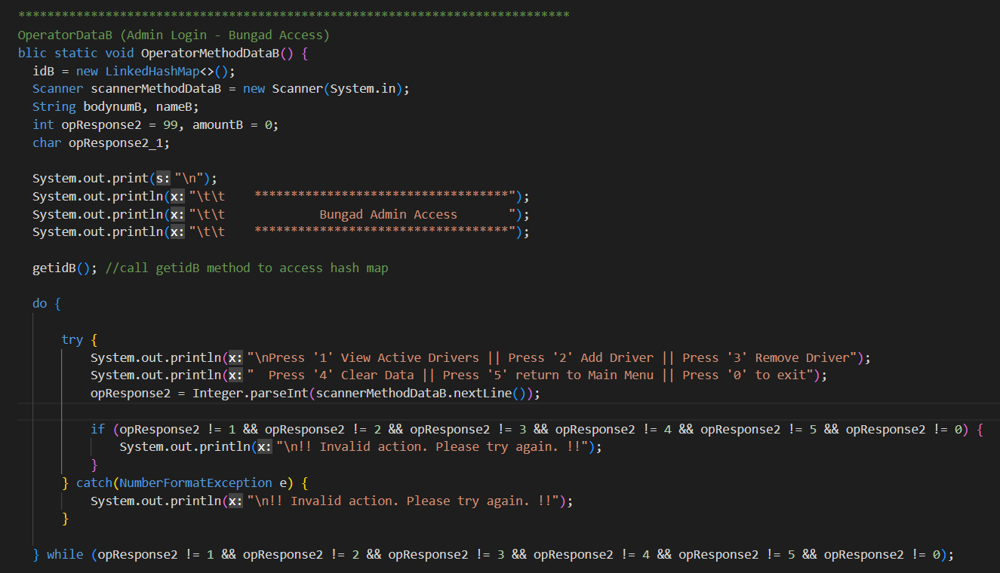 ****************************************************************************
OperatorDataB (Admin Login - Bungad Access)
blic static void OperatorMethodDataB() {
idB = new LinkedHashMap<>();
Scanner scannerMethodDataB = new Scanner(System.in);
String bodynumB, nameB;
int opResponse2 = 99, amountB = 0;
char opResponse2_1;
System.out.print(s: "\n");
System.out.println(x: "\t\t    ***********************************");
System.out.println(x: "\t\t             Bungad Admin Access       ");
System.out.println(x: "\t\t    ***********************************");
getidB(); //call getidB method to access hash map
do {
try {
System.out.println(x: "\nPress '1' View Active Drivers || Press '2' Add Driver || Press '3' Remove Driver");
System.out.println(x: "  Press '4' Clear Data || Press '5' return to Main Menu || Press '0' to exit");
opResponse2 = Integer.parseInt(scannerMethodDataB.nextLine());
if (opResponse2 != 1 && opResponse2 != 2 && opResponse2 != 3 && opResponse2 != 4 && opResponse2 != 5 && opResponse2 != 0) {
System.out.println(x: "\n!! Invalid action. Please try again. !!");
}
} catch(NumberFormatException e) {
System.out.println(x: "\n!! Invalid action. Please try again. !!");
}
} while (opResponse2 != 1 && opResponse2 != 2 && opResponse2 != 3 && opResponse2 != 4 && opResponse2 != 5 && opResponse2 != 0);